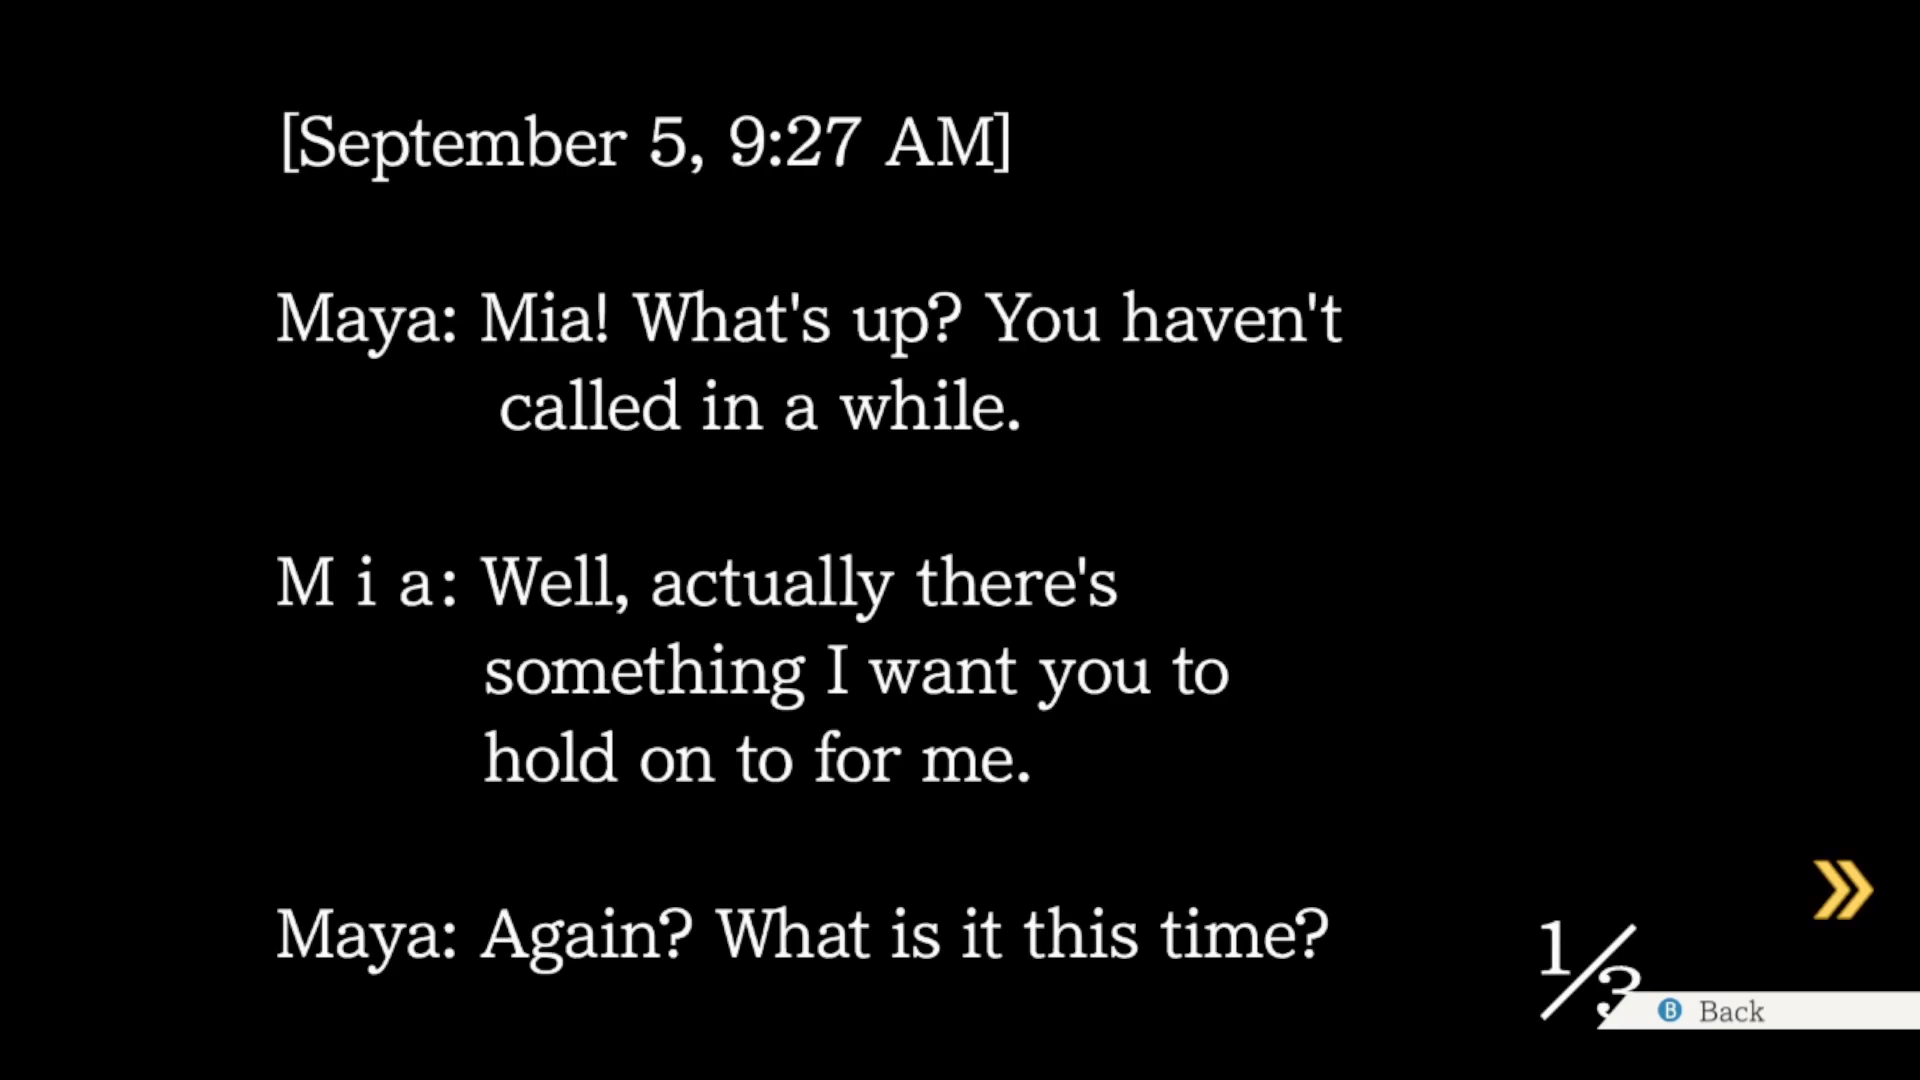 [September 5, 9:27 AM]
Maya: Mia! What's up? You haven't
called in a while.
M i a: Well, actually there's
something I want you to
hold on to for me.
Maya: Again? What is it this time?
1/3
B Back